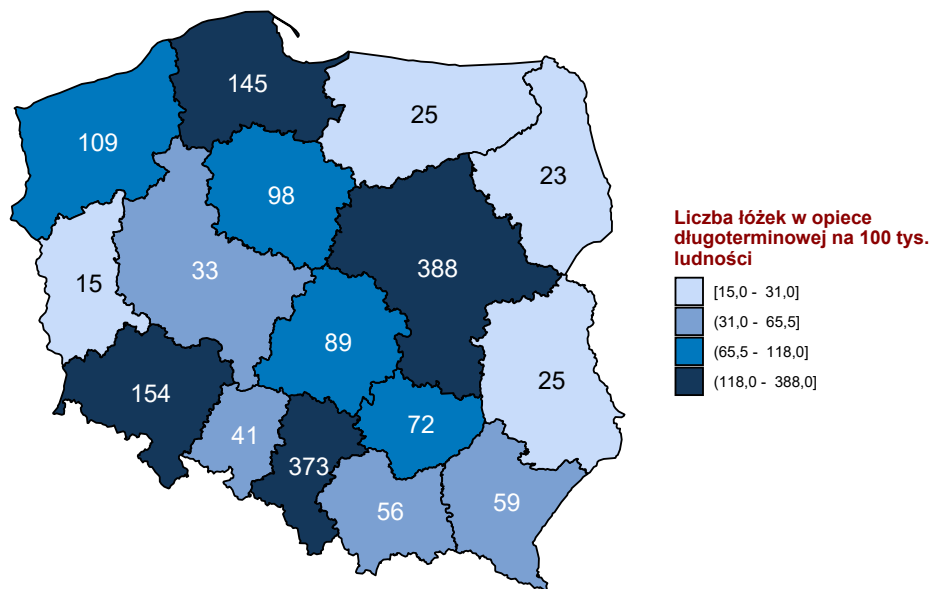 145
25
109
23
98
388
33
15
89
25
154
72
41
373
59
56
Liczba łóżek w opiece
długoterminowej na 100 tys.
ludności
[15,0 - 31,0]
(31,0 - 65,5]
(65,5 - 118,0]
(118,0 - 388,0]